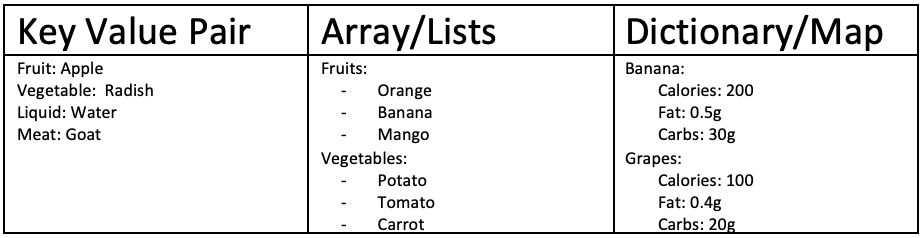 Key Value Pair
Array/Lists
Dictionary/Map
Fruit: Apple
Vegetable: Radish
Liquid: Water
Meat: Goat
Fruits:
- Orange
- Banana
- Mango
Vegetables:
- Potato
- Tomato
- Carrot
Banana:
Calories: 200
Fat: 0.5g
Carbs: 30g
Grapes:
Calories: 100
Fat: 0.4g
Carbs: 20g